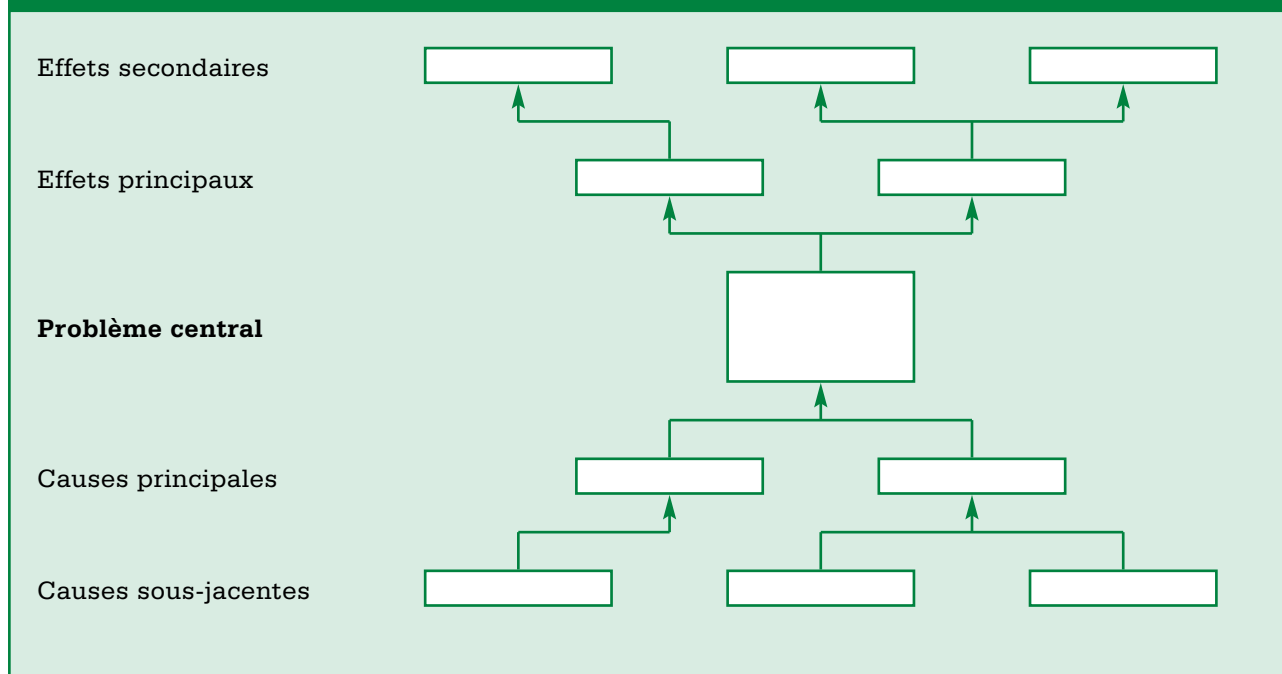 Effets secondaires
Effets principaux
Problème central
Causes principales
Causes sous-jacentes